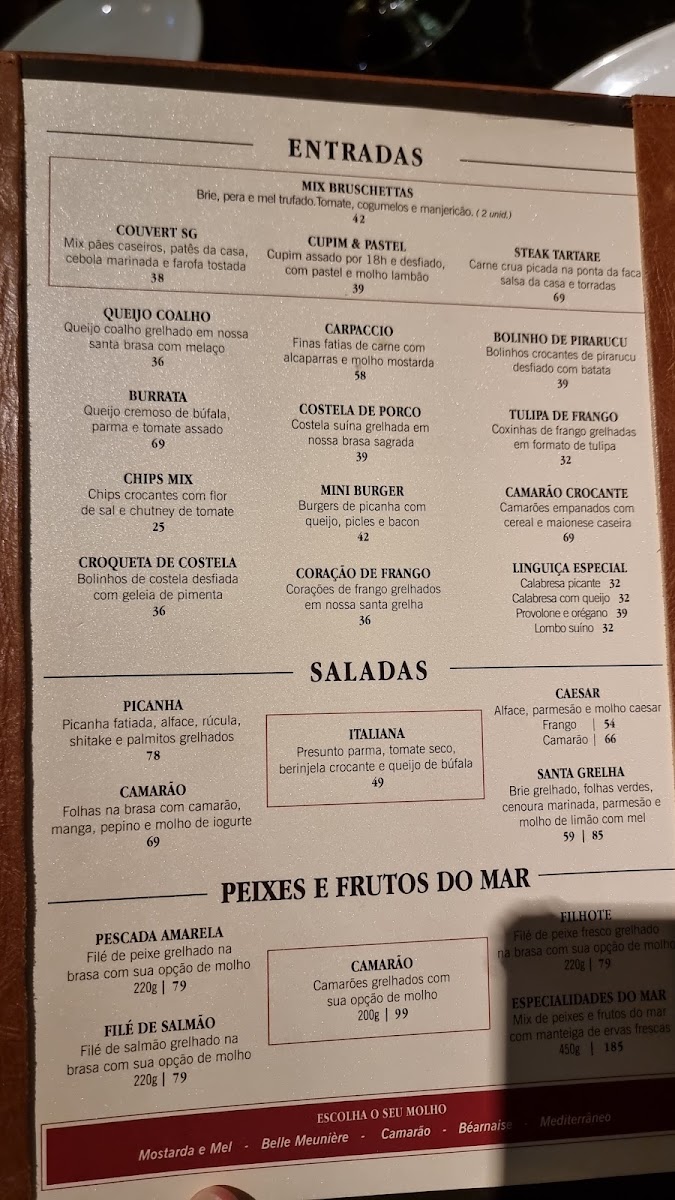 ENTRADAS
MIX BRUSCHETTAS
Brie, pera e mel trufado.Tomate, cogumelos e manjericão. ( 2 unid.)
42
COUVERT SG
Mix pães caseiros, patês da casa,
cebola marinada e farofa tostada
38
CUPIM & PASTEL
Cupim assado por 18h e desfiado,
com pastel e molho lambão
39
STEAK TARTARE
Carne crua picada na ponta da faca
salsa da casa e torradas
69
QUEIJO COALHO
Queijo coalho grelhado em nossa
santa brasa com melaço
36
CARPACCIO
Finas fatias de carne com
alcaparras e molho mostarda
58
BOLINHO DE PIRARUCU
Bolinhos crocantes de pirarucu
desfiado com batata
39
BURRATA
Queijo cremoso de búfala,
parma e tomate assado
69
COSTELA DE PORCO
Costela suína grelhada em
nossa brasa sagrada
39
TULIPA DE FRANGO
Coxinhas de frango grelhadas
em formato de tulipa
32
CHIPS MIX
Chips crocantes com flor
de sal e chutney de tomate
25
MINI BURGER
Burgers de picanha com
queijo, picles e bacon
42
CAMARÃO CROCANTE
Camarões empanados com
cereal e maionese caseira
69
CROQUETA DE COSTELA
Bolinhos de costela desfiada
com geleia de pimenta
36
CORAÇÃO DE FRANGO
Corações de frango grelhados
em nossa santa grelha
36
LINGUIÇA ESPECIAL
Calabresa picante 32
Calabresa com queijo 32
Provolone e orégano 39
Lombo suíno 32
SALADAS
PICANHA
Picanha fatiada, alface, rúcula,
shitake e palmitos grelhados
78
ITALIANA
Presunto parma, tomate seco,
berinjela crocante e queijo de búfala
49
CAESAR
Alface, parmesão e molho caesar
Frango | 54
Camarão | 66
CAMARÃO
Folhas na brasa com camarão,
manga, pepino e molho de iogurte
69
SANTA GRELHA
Brie grelhado, folhas verdes,
cenoura marinada, parmesão e
molho de limão com mel
59 | 85
PEIXES E FRUTOS DO MAR
PESCADA AMARELA
Filé de peixe grelhado na
brasa com sua opção de molho
220g | 79
CAMARÃO
Camarões grelhados com
sua opção de molho
200g | 99
FILHOTE
Filé de peixe fresco grelhado
na brasa com sua opção de molho
220g | 79
FILÉ DE SALMÃO
Filé de salmão grelhado na
brasa com sua opção de molho
220g | 79
ESPECIALIDADES DO MAR
Mix de peixes e frutos do mar
com manteiga de ervas frescas
450g | 185
ESCOLHA O SEU MOLHO
Mostarda e Mel - Belle Meunière - Camarão - Béarnaise - Mediterrâneo